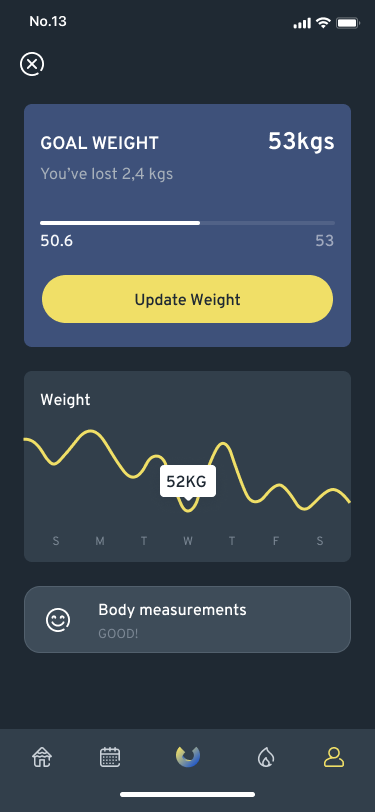 No.13
GOAL WEIGHT 53kgs
You've lost 2,4 kgs
50.6 53
Update Weight
Weight
52KG
S M T W T F S
Body measurements
GOOD!